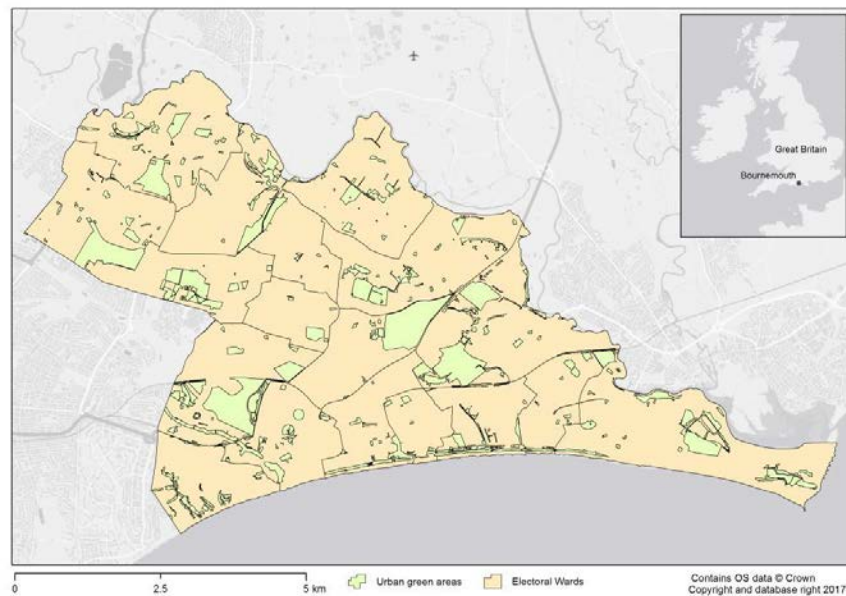 Great Britain
Bournemouth
0
2.5
5 km
Urban green areas
Electoral Wards
Contains OS data © Crown
Copyright and database right 2017